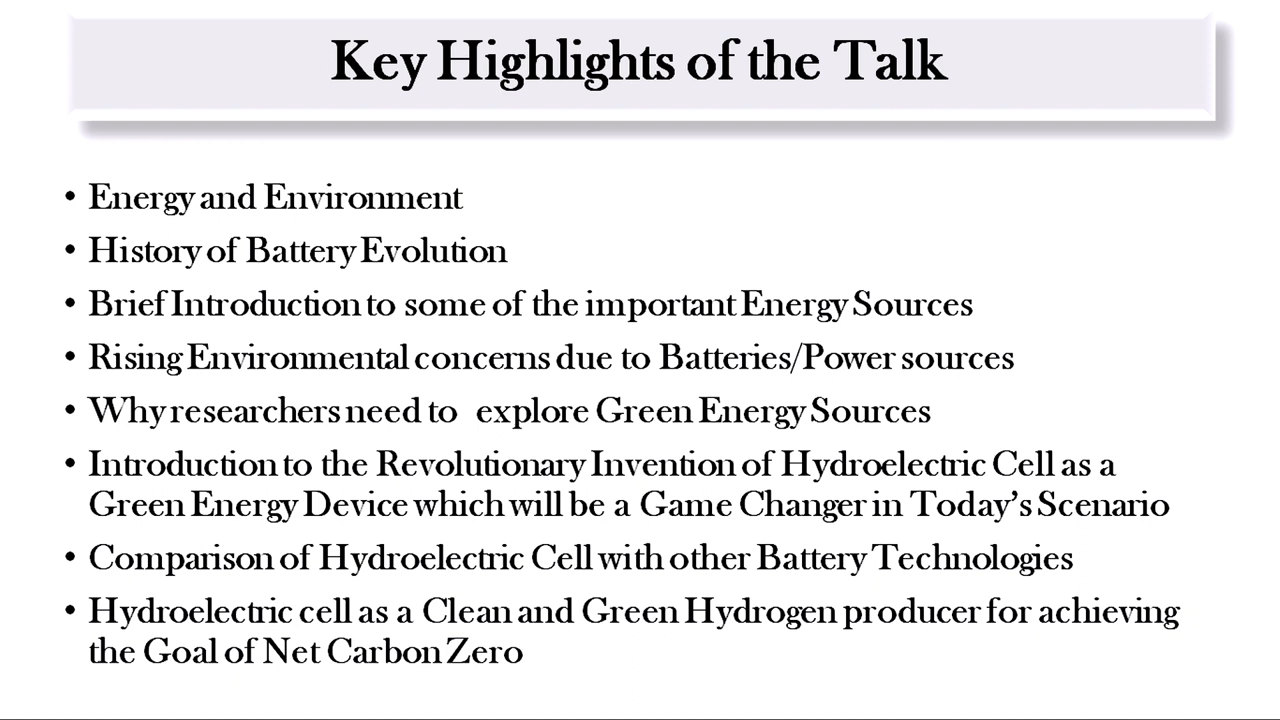 Key Highlights of the Talk
• Energy and Environment
• History of Battery Evolution
• Brief Introduction to some of the important Energy Sources
• Rising Environmental concerns due to Batteries/Power sources
• Why researchers need to explore Green Energy Sources
• Introduction to the Revolutionary Invention of Hydroelectric Cell as a
Green Energy Device which will be a Game Changer in Today’s Scenario
• Comparison of Hydroelectric Cell with other Battery Technologies
• Hydroelectric cell as a Clean and Green Hydrogen producer for achieving
the Goal of Net Carbon Zero